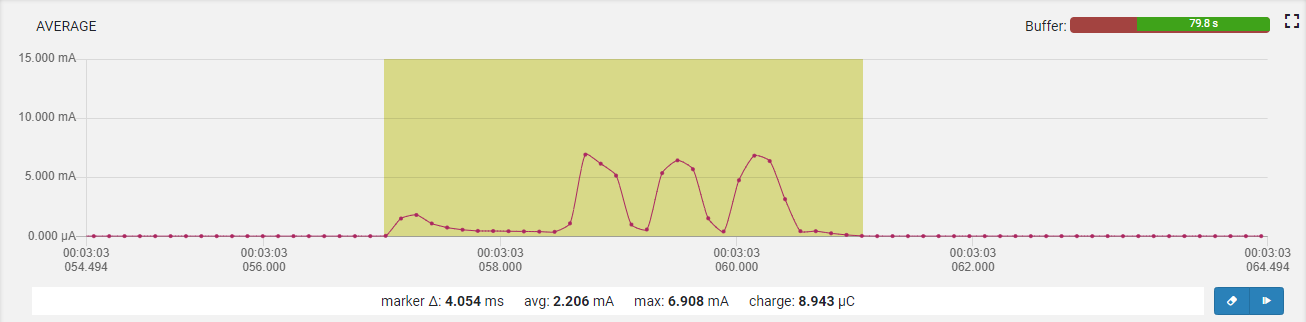 AVERAGE
Buffer: 79.8 s
15.000 mA
10.000 mA
5.000 mA
0.000 µA
00:03:03 00:03:03 00:03:03 00:03:03 00:03:03 00:03:03
054.494 056.000 058.000 060.000 062.000 064.494
marker Δ: 4.054 ms avg: 2.206 mA max: 6.908 mA charge: 8.943 µC